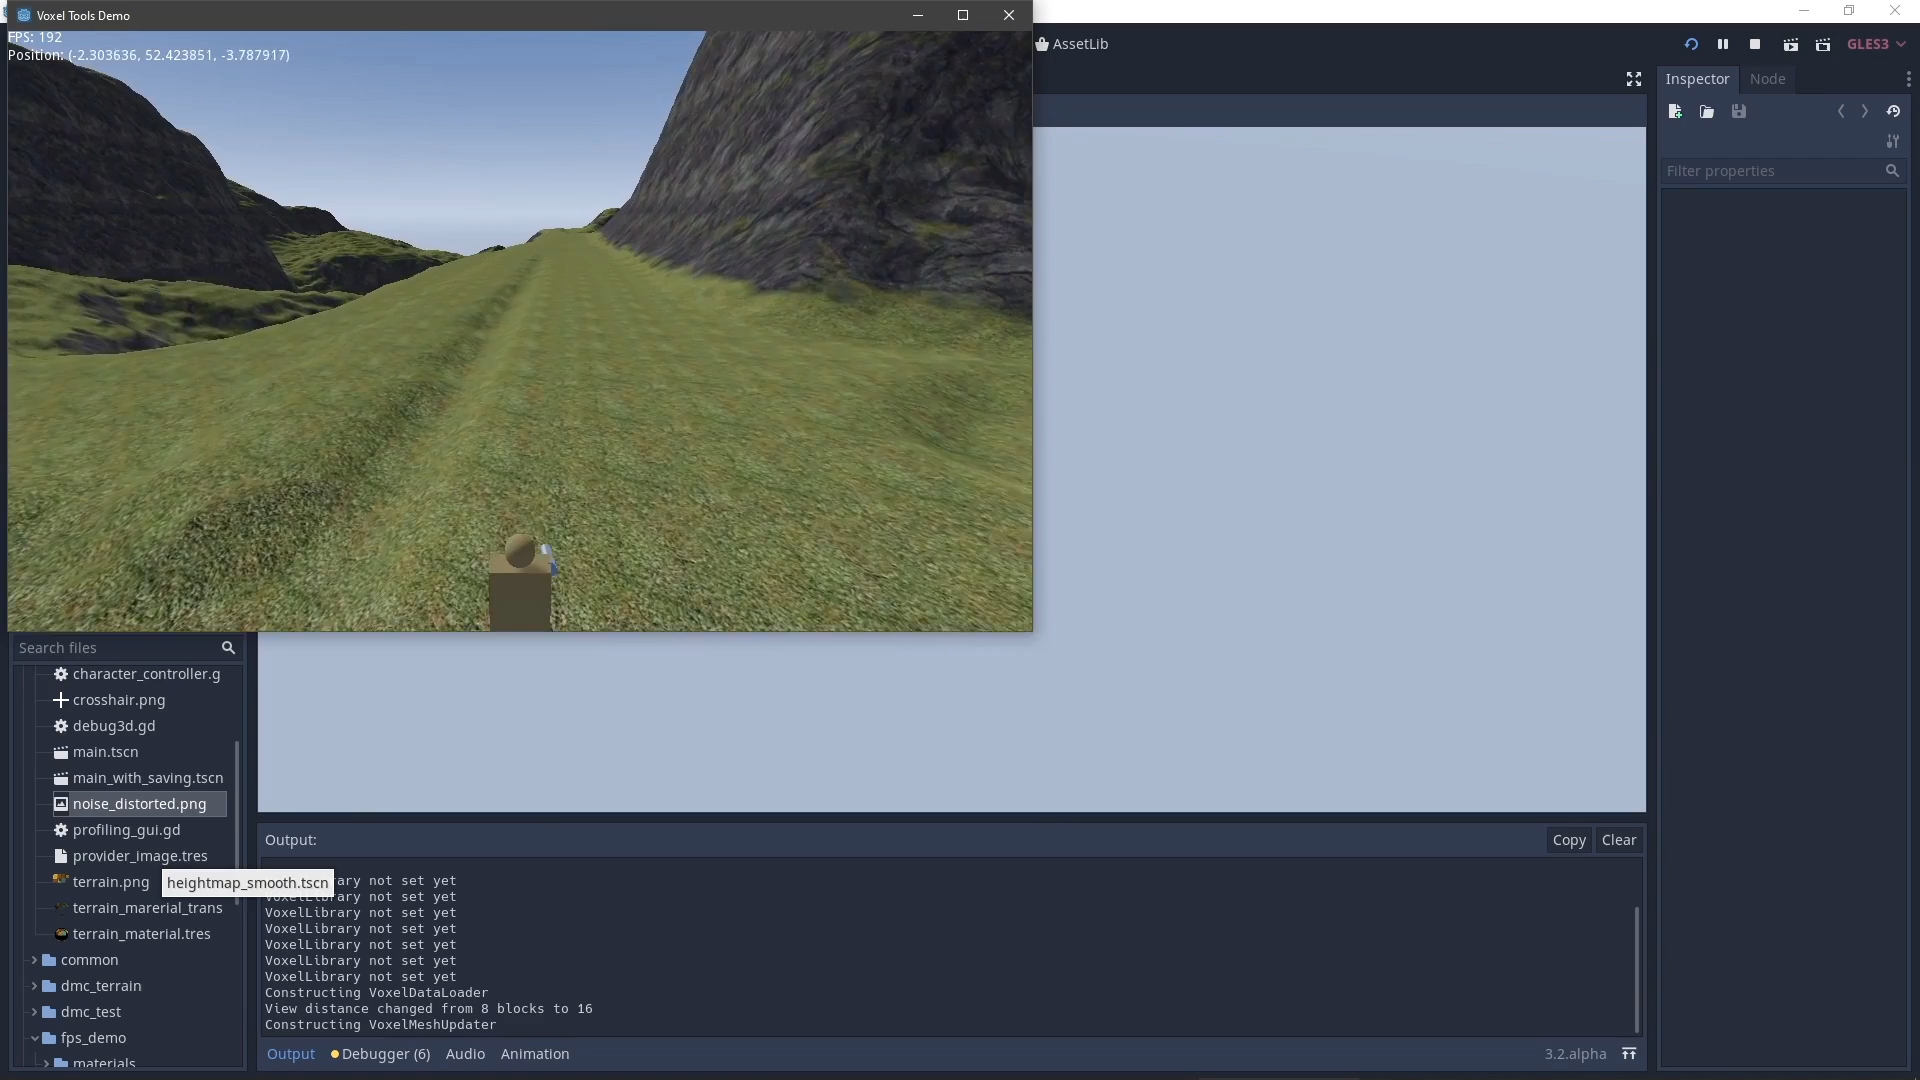 Voxel Tools Demo
FPS: 192
Position: (-2.303636, 52.423851, -3.787917)
AssetLib
GLES3
Inspector
Node
Filter properties
Search files
character_controller.g
crosshair.png
debug3d.gd
main.tscn
main_with_saving.tscn
noise_distorted.png
profiling_gui.gd
provider_image.tres
terrain.png
heightmap_smooth.tscn
terrain_marerial_trans
terrain_material.tres
common
dmc_terrain
dmc_test
fps_demo
materials
Output:
Copy
Clear
rary not set yet
VoxelLibrary not set yet
VoxelLibrary not set yet
VoxelLibrary not set yet
VoxelLibrary not set yet
VoxelLibrary not set yet
VoxelLibrary not set yet
Constructing VoxelDataLoader
View distance changed from 8 blocks to 16
Constructing VoxelMeshUpdater
Output
Debugger (6)
Audio
Animation
3.2.alpha